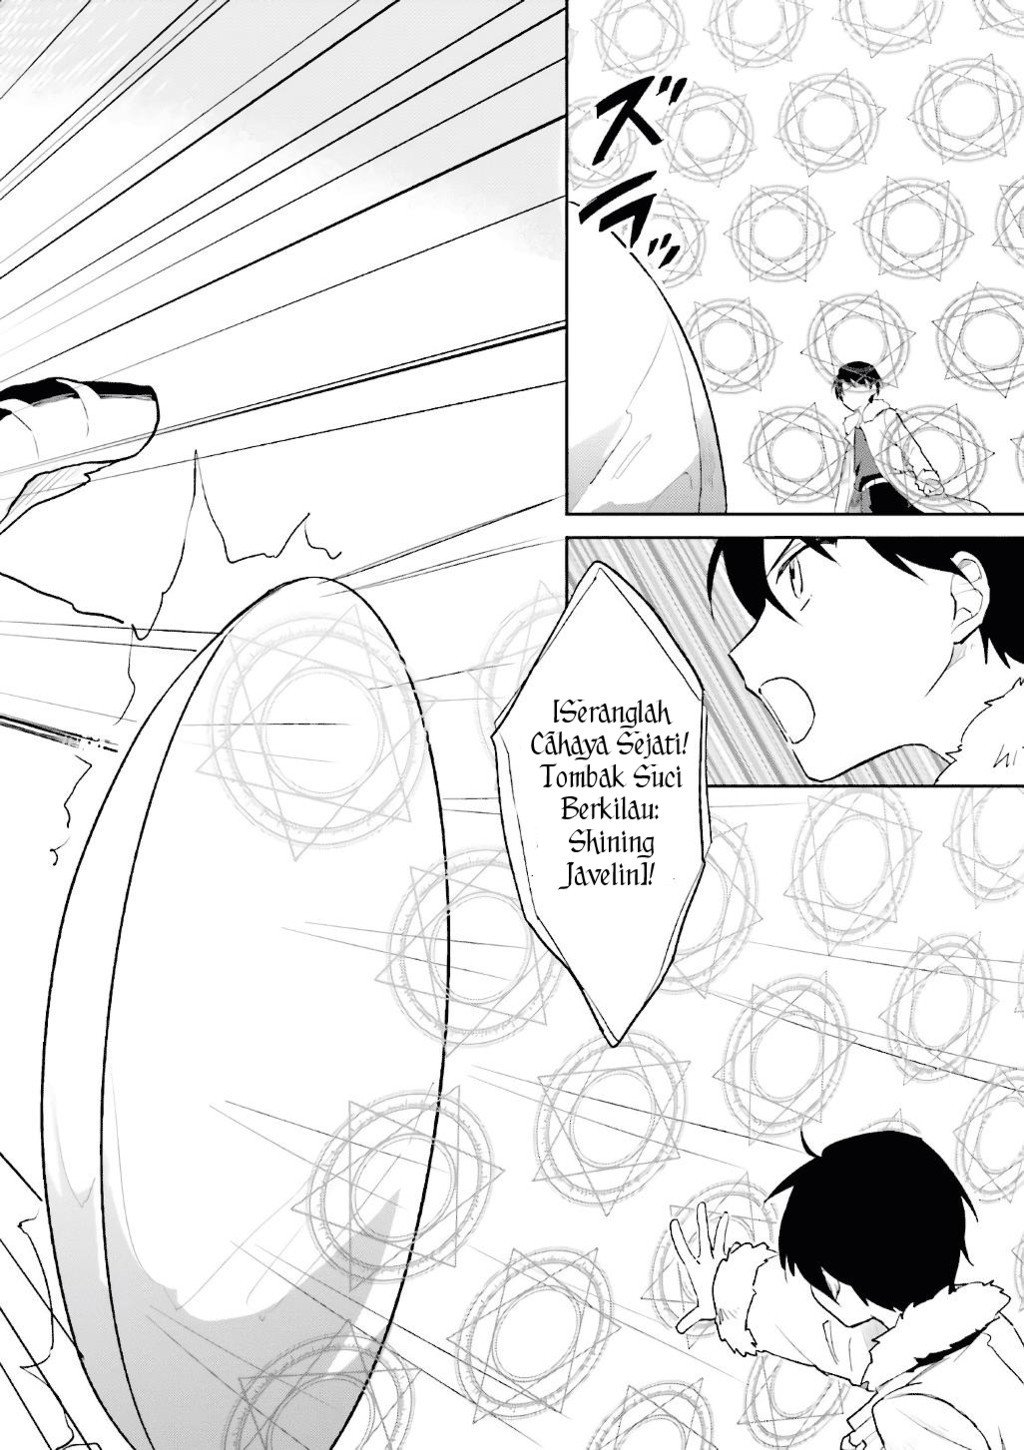 ズ
ラッ
[Seranglah
Cahaya Sejati!
Tombak Suci
Berkilau:
Shining
Javelin]!